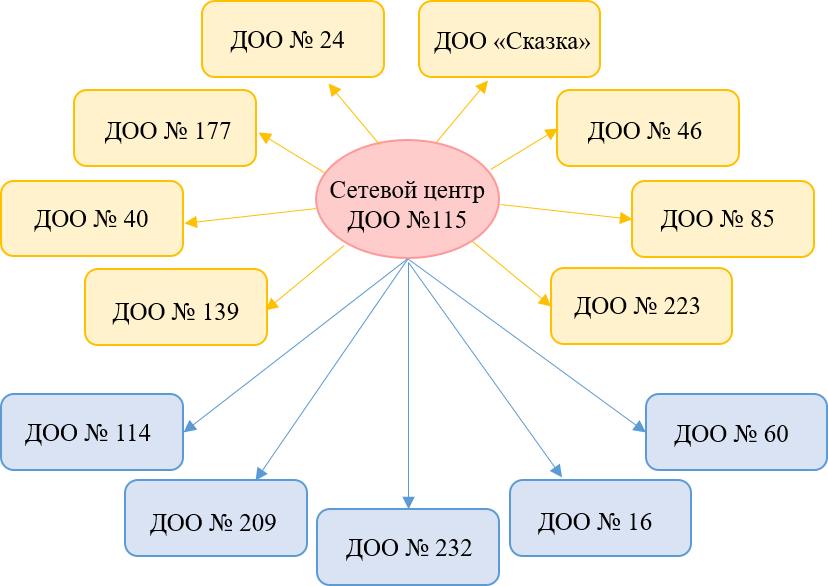 ДОО № 24
ДОО «Сказка»
ДОО № 177
ДОО № 46
Сетевой центр
ДОО №115
ДОО № 40
ДОО № 85
ДОО № 139
ДОО № 223
ДОО № 114
ДОО № 60
ДОО № 209
ДОО № 16
ДОО № 232